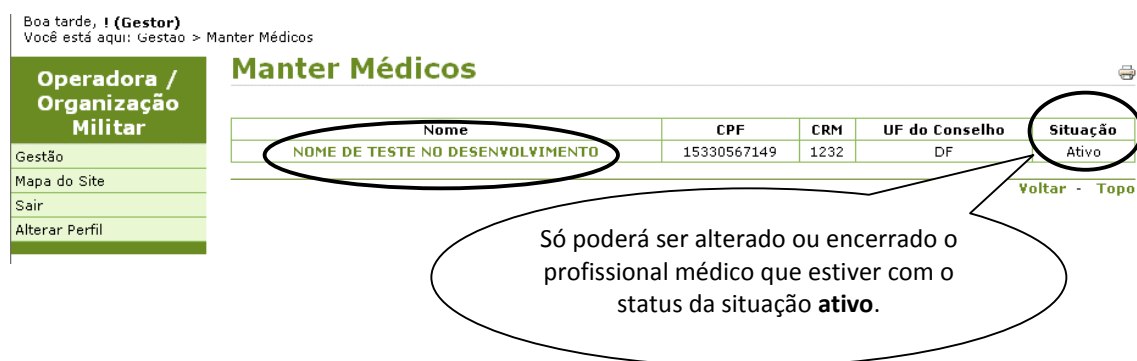 Boa tarde, ! (Gestor)
Você está aqui: Gestão > Manter Médicos
Operadora /
Organização
Militar
Gestão
Mapa do Site
Sair
Alterar Perfil
Manter Médicos
Nome CPF CRM UF do Conselho Situação
NOME DE TESTE NO DESENVOLVIMENTO 15330567149 1232 DF Ativo
Voltar - Topo
Só poderá ser alterado ou encerrado o
profissional médico que estiver com o
status da situação ativo.